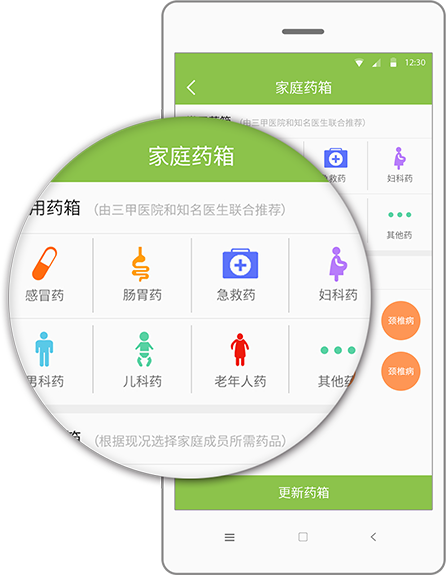 12:30
家庭药箱
（由三甲医院和知名医生联合推荐）
急救药
妇科药
其他药
颈椎病
颈椎病
更新药箱
家庭药箱
用药箱（由三甲医院和知名医生联合推荐）
感冒药
肠胃药
急救药
妇科药
男科药
儿科药
老年人药
其他药
箱（根据现况选择家庭成员所需药品）